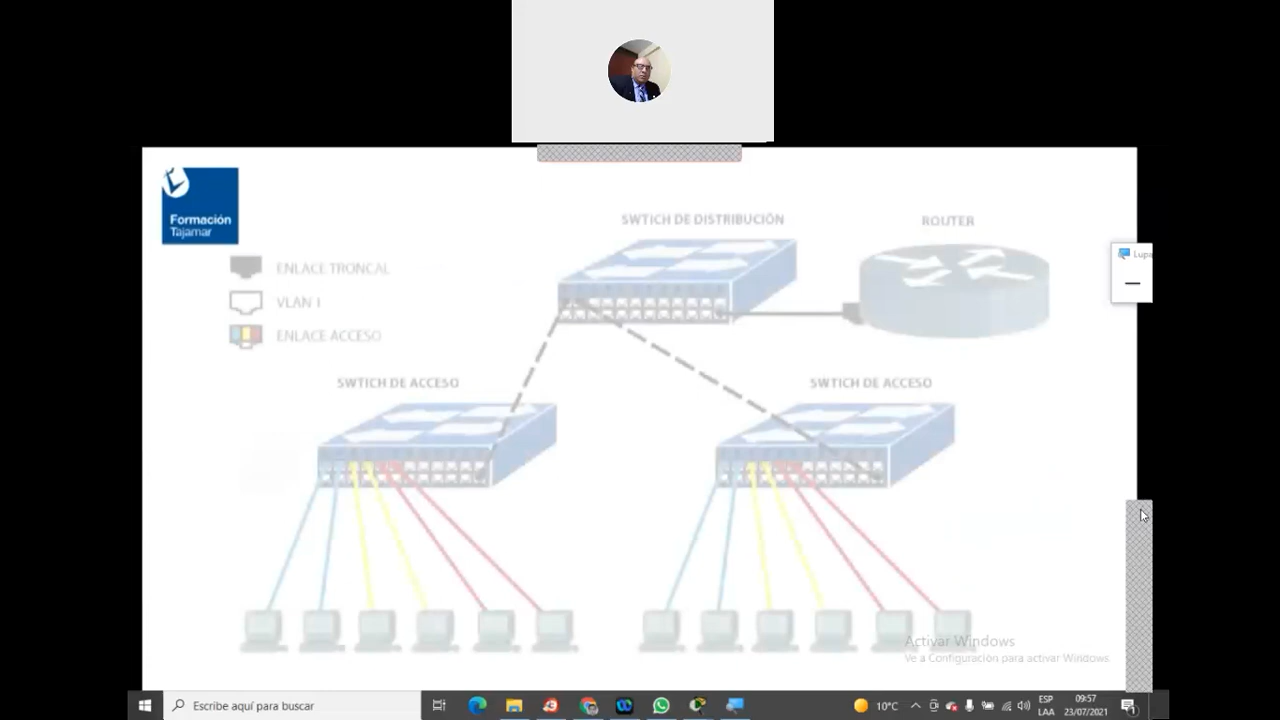 Formación
Tajamar
SWTICH DE DISTRIBUCIÓN
ROUTER
Lupa
ENLACE TRONCAL
VLAN 1
ENLACE ACCESO
SWTICH DE ACCESO
SWTICH DE ACCESO
Activar Windows
Ve a Configuración para activar Windows.
Escribe aquí para buscar
10°C
ESP
LAA
09:57
23/07/2021
1